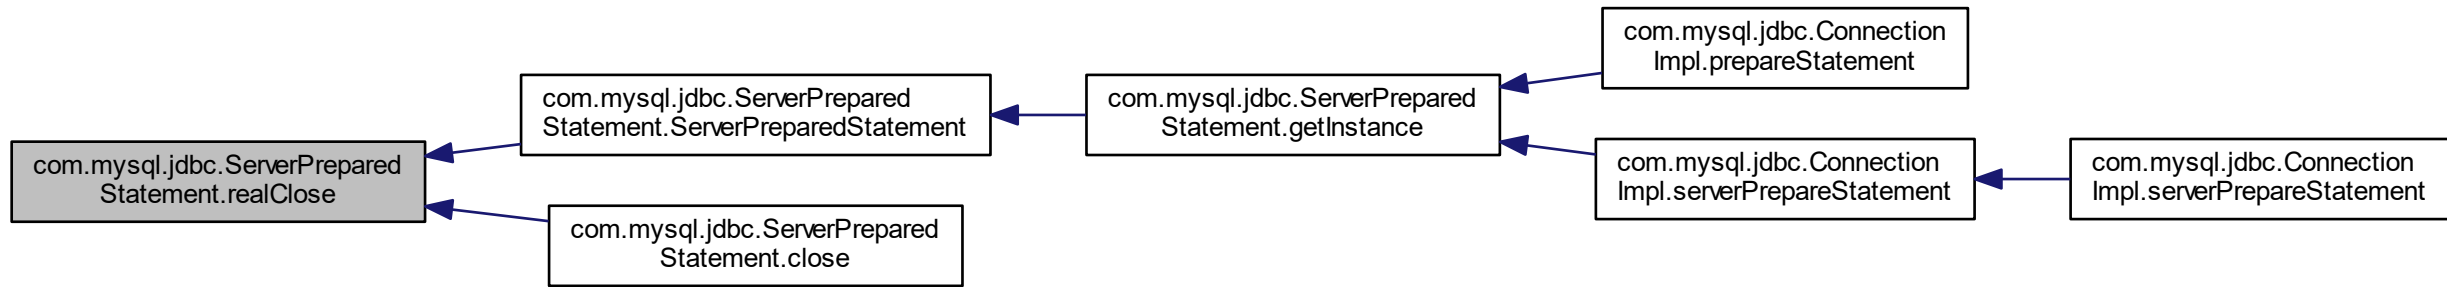 com.mysql.jdbc.ServerPrepared
Statement.realClose
com.mysql.jdbc.ServerPrepared
Statement.ServerPreparedStatement
com.mysql.jdbc.ServerPrepared
Statement.close
com.mysql.jdbc.ServerPrepared
Statement.getInstance
com.mysql.jdbc.Connection
Impl.prepareStatement
com.mysql.jdbc.Connection
Impl.serverPrepareStatement
com.mysql.jdbc.Connection
Impl.serverPrepareStatement